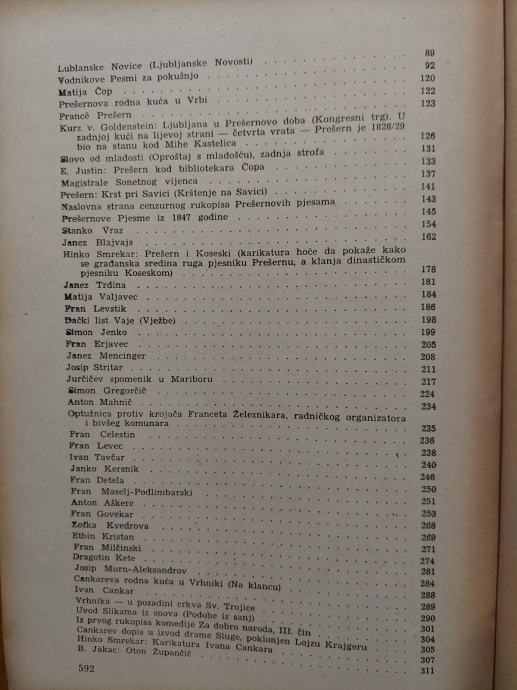 Lublanske Novice (Ljubljanske Novosti) . . . 89
Vodnikove Pesmi za pokušnjo . . . 92
Matija Čop . . . 120
Prešernova rodna kuća u Vrbi . . . 122
Francè Prešern . . . 123
Kurz v. Goldenstein: Ljubljana u Prešernovo doba (Kongresni trg). U
zadnjoj kući na lijevoj strani — četvrta vrata — Prešern je 1828/29
bio na stanu kod Mihe Kastelica . . . 126
Slovo od mladosti (Oproštaj s mladošću), zadnja strofa . . . 131
E. Justin: Prešern kod bibliotekara Čopa . . . 133
Magistrale Sonetnog vijenca . . . 137
Prešern: Krst pri Savici (Krštenje na Savici) . . . 141
Naslovna strana cenzurnog rukopisa Prešernovih pjesama . . . 143
Prešernove Pjesme iz 1847 godine . . . 145
Stanko Vraz . . . 154
Janez Blajvajs . . . 162
Hinko Smrekar: Prešern i Koseski (karikatura hoće da pokaže kako
se građanska sredina ruga pjesniku Prešernu, a klanja dinastičkom
pjesniku Koseskom) . . . 178
Janez Trdina . . . 181
Matija Valjavec . . . 184
Fran Levstik . . . 186
Đački list Vaje (Vježbe) . . . 198
Simon Jenko . . . 199
Fran Erjavec . . . 205
Janez Mencinger . . . 208
Josip Stritar . . . 211
Jurčičev spomenik u Mariboru . . . 217
Simon Gregorčič . . . 224
Anton Mahnič . . . 234
Optužnica protiv krojača Franceta Železnikara, radničkog organizatora
i bivšeg komunara . . . 235
Fran Celestin . . . 236
Fran Levec . . . 238
Ivan Tavčar . . . 240
Janko Kersnik . . . 246
Fran Detela . . . 250
Fran Maselj-Podlimbarski . . . 251
Anton Aškerc . . . 253
Fran Govekar . . . 268
Zofka Kvedrova . . . 269
Etbin Kristan . . . 271
Fran Milčinski . . . 274
Dragotin Kete . . . 281
Josip Murn-Aleksandrov . . . 284
Cankareva rodna kuća u Vrhniki (Na klancu) . . . 288
Ivan Cankar . . . 289
Vrhnika — u pozadini crkva Sv. Trojice . . . 290
Uvod Slikama iz snova (Podobe iz sanj) . . . 301
Iz prvog rukopisa komedije Za dobro naroda, III. čin . . . 304
Cankarev dopis u izvod drame Sluge, poklonjen Lojzu Krajgeru . . . 305
Hinko Smrekar: Karikatura Ivana Cankara . . . 307
B. Jakac: Oton Župančič . . . 311
592